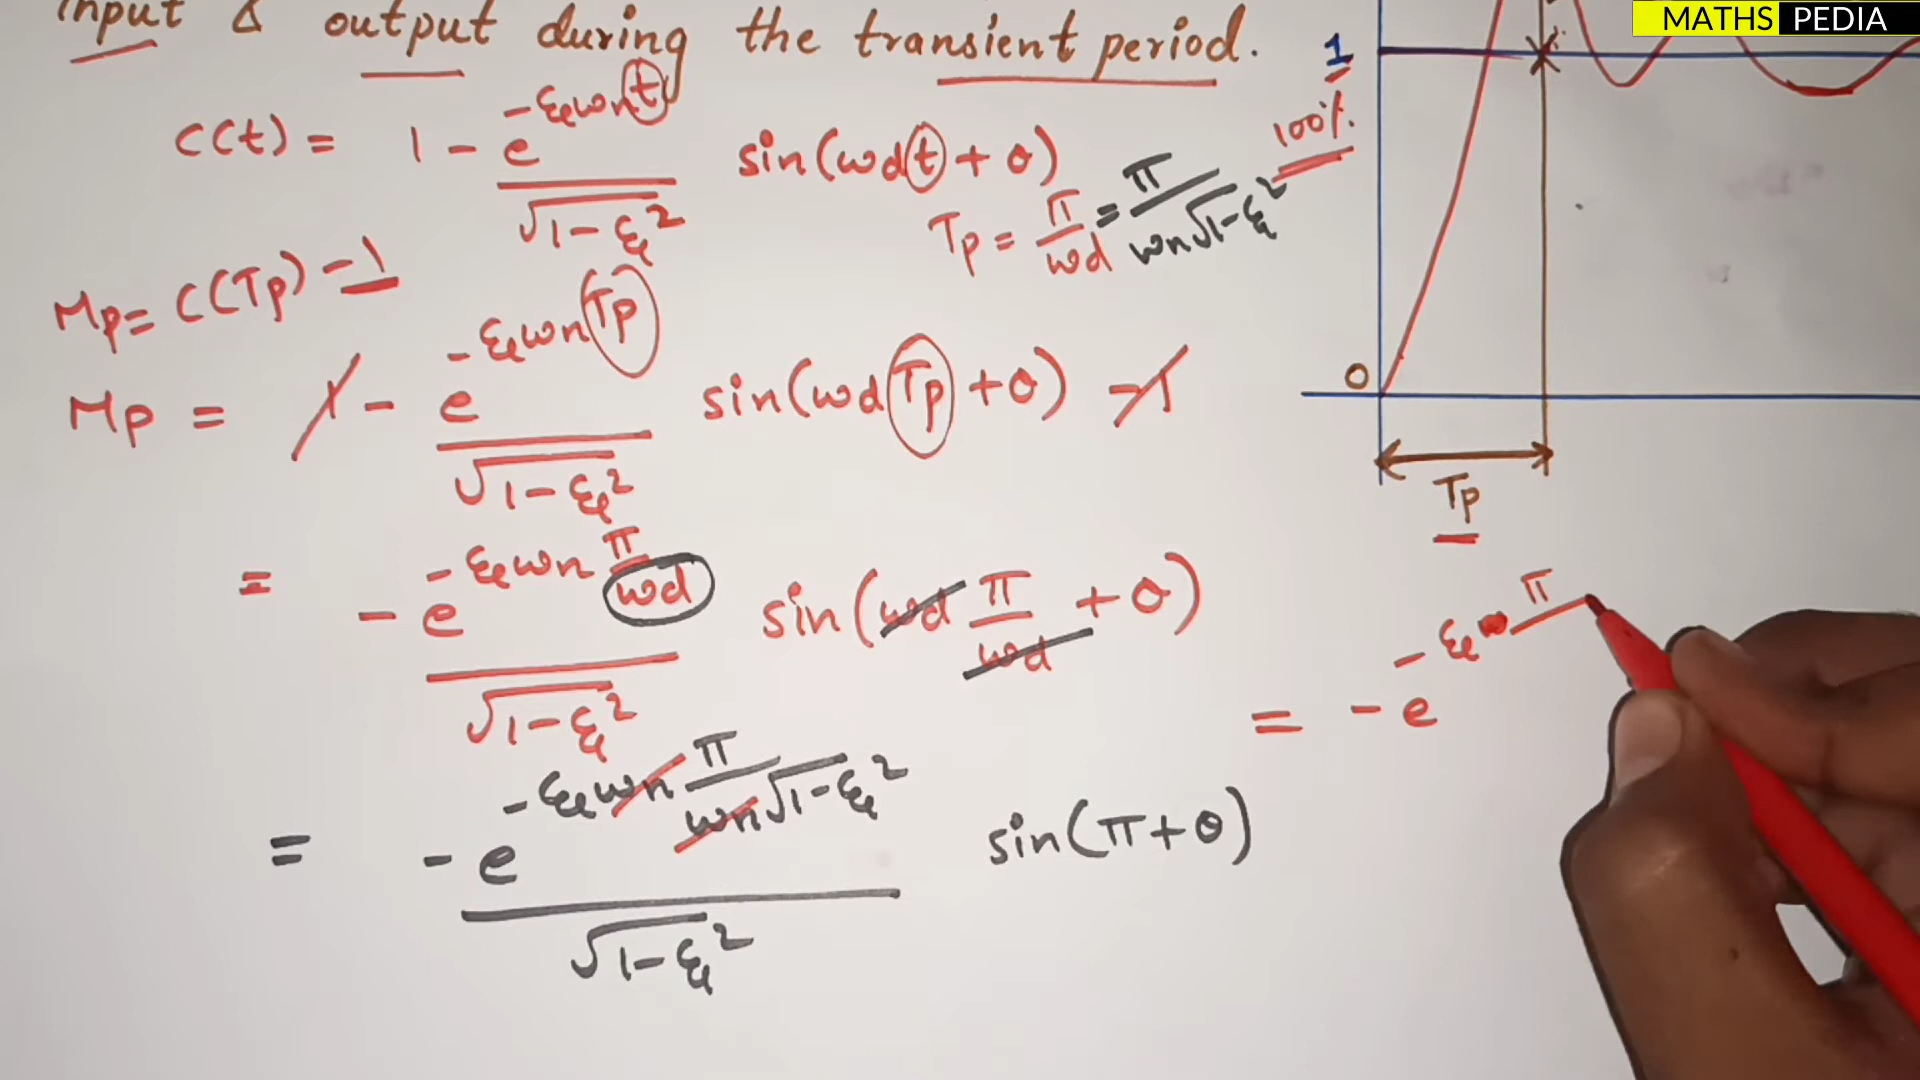 MATHS PEDIA
input & output during the transient period.
C(t) = 1 - e^{-ξωnt} / √1-ξ² sin(ωdt + θ)
Tp = π/ωd = π/ωn√1-ξ²
Mp = C(Tp) - 1
Mp = 1 - e^{-ξωnTp} / √1-ξ² sin(ωdTp + θ) - 1
= - e^{-ξωn π/ωd} / √1-ξ² sin(ωd π/ωd + θ)
= - e^{-ξωn π/ωn√1-ξ²} / √1-ξ² sin(π+θ)
1
100%
0
Tp
= - e^{-ξ π/}